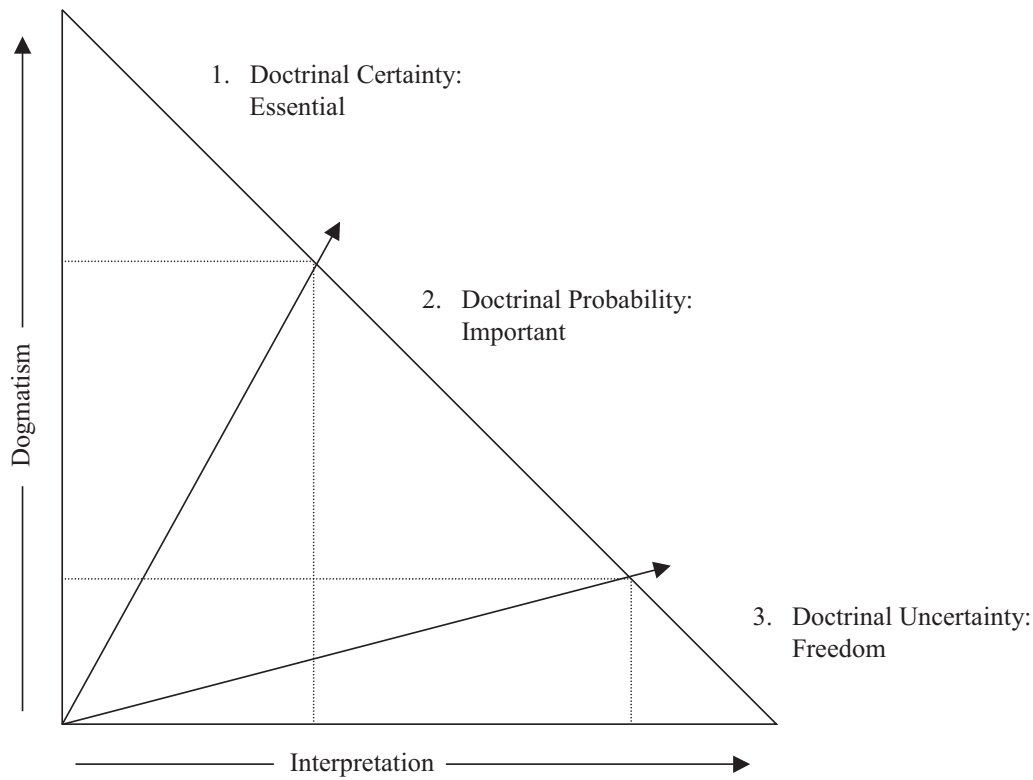 1. Doctrinal Certainty:
Essential
2. Doctrinal Probability:
Important
Dogmatism
3. Doctrinal Uncertainty:
Freedom
Interpretation